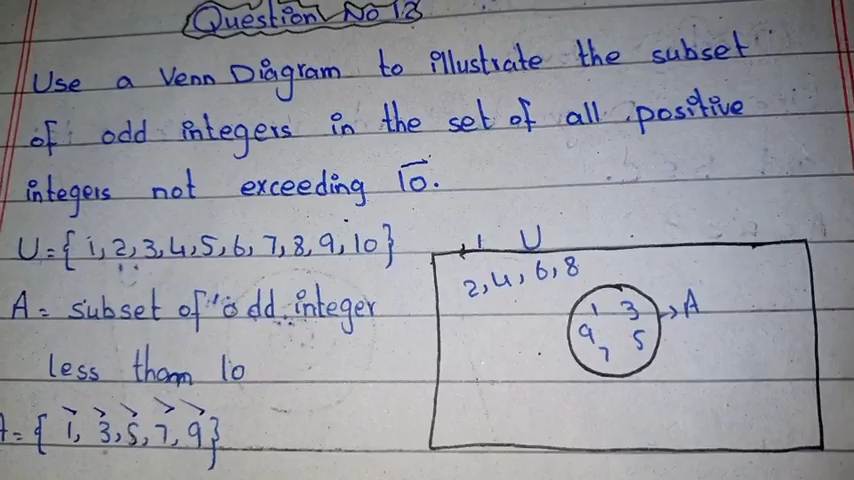 Question No 13
Use a Venn Diagram to illustrate the subset
of odd integers in the set of all positive
integers not exceeding 10.
U={1,2,3,4,5,6,7,8,9,10}
A= subset of odd integer
less than 10
A={1,3,5,7,9}
U
2,4,6,8
1 3 →A
9 5
7